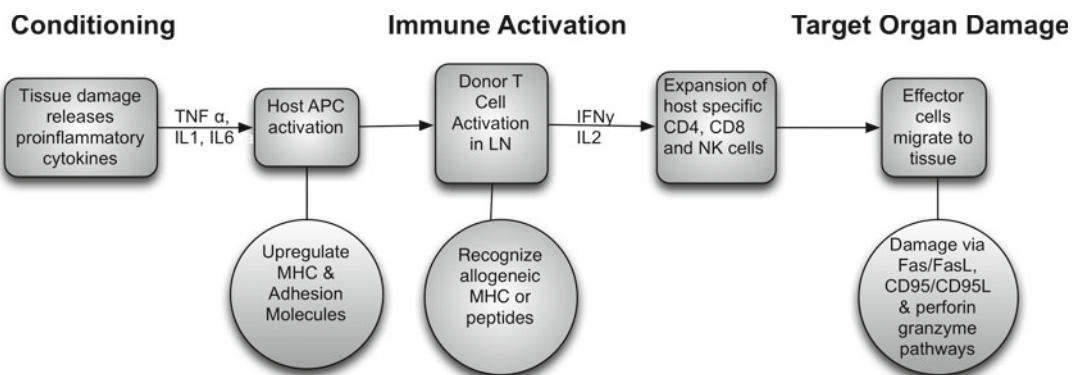 Conditioning
Immune Activation
Target Organ Damage
Tissue damage
releases
proinflammatory
cytokines
TNF α,
IL1, IL6
Host APC
activation
Donor T
Cell
Activation
in LN
IFNγ
IL2
Expansion of
host specific
CD4, CD8
and NK cells
Effector
cells
migrate to
tissue
Upregulate
MHC &
Adhesion
Molecules
Recognize
allogeneic
MHC or
peptides
Damage via
Fas/FasL,
CD95/CD95L
& perforin
granzyme
pathways